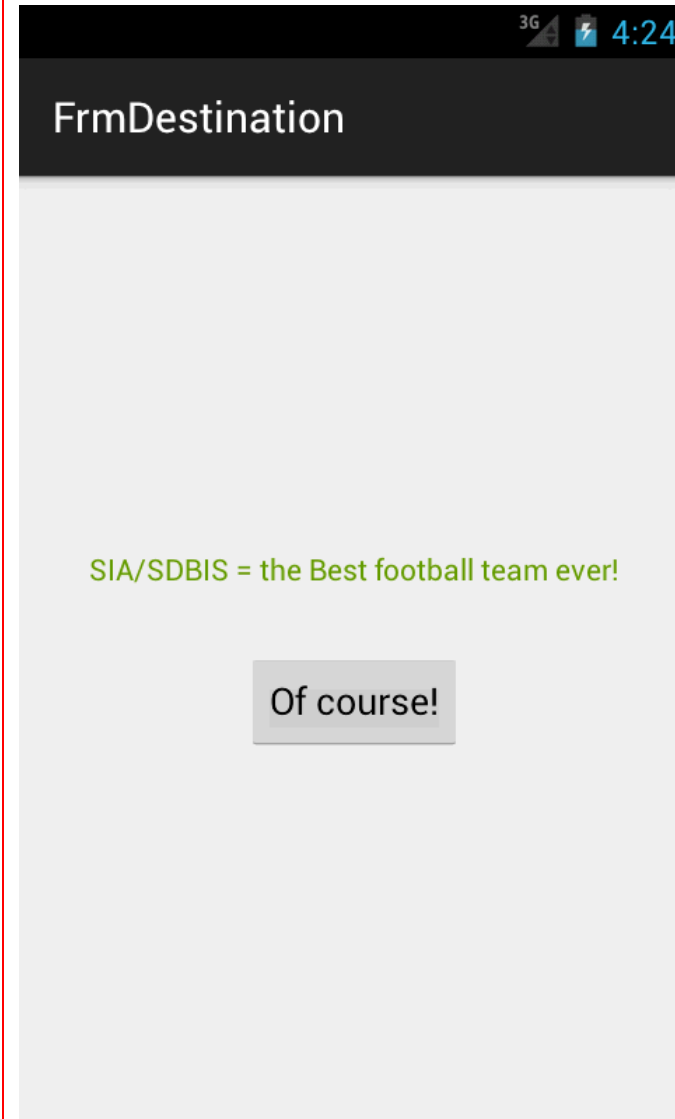 3G 4:24
FrmDestination
SIA/SDBIS = the Best football team ever!
Of course!